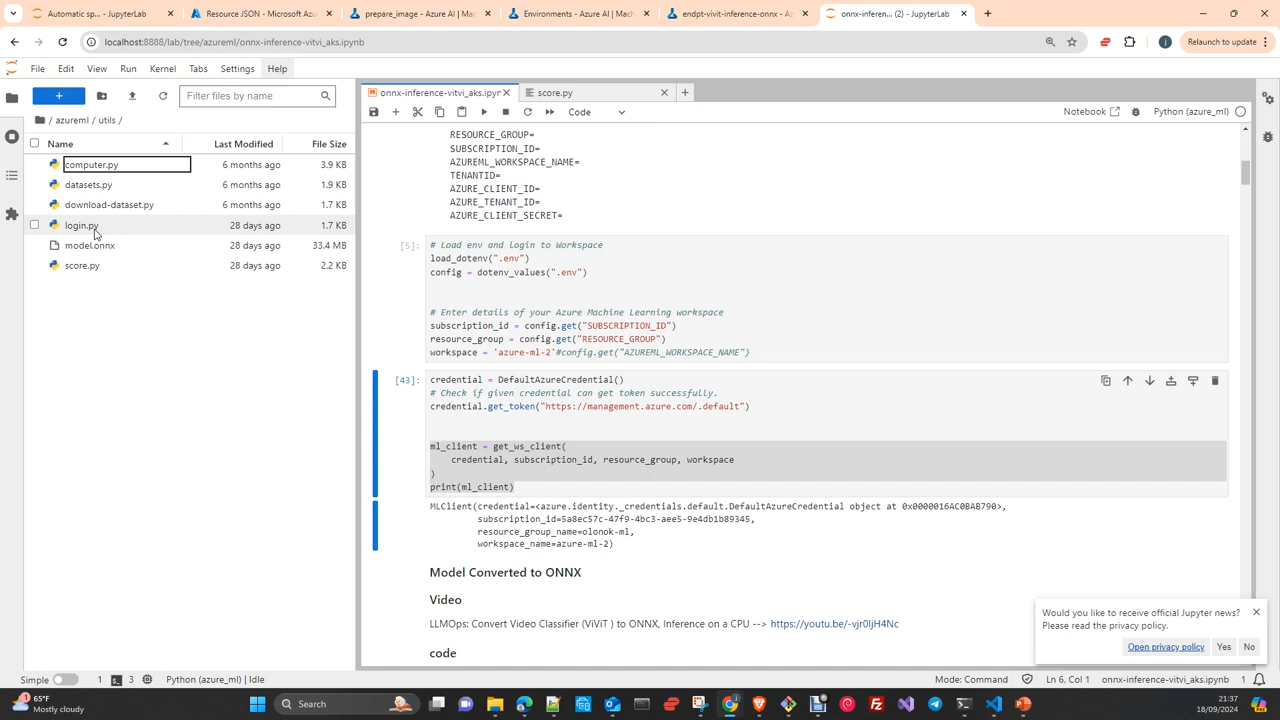 Automatic sp... - JupyterLab
Resource JSON - Microsoft Azu
prepare_image - Azure AI | Ma
Environments - Azure AI | Mach
endpt-vivit-inference-onnx - Az
onnx-inferen... (2) - JupyterLab
localhost:8888/lab/tree/azureml/onnx-inference-vitvi_aks.ipynb
Relaunch to update
File Edit View Run Kernel Tabs Settings Help
Filter files by name
/ azureml / utils /
Name Last Modified File Size
computer.py 6 months ago 3.9 KB
datasets.py 6 months ago 1.9 KB
download-dataset.py 6 months ago 1.7 KB
login.py 28 days ago 1.7 KB
model.onnx 28 days ago 33.4 MB
score.py 28 days ago 2.2 KB
onnx-inference-vitvi_aks.ipyn
score.py
Code
Notebook
Python (azure_ml)
RESOURCE_GROUP=
SUBSCRIPTION_ID=
AZUREML_WORKSPACE_NAME=
TENANTID=
AZURE_CLIENT_ID=
AZURE_TENANT_ID=
AZURE_CLIENT_SECRET=
[5]:
# Load env and login to Workspace
load_dotenv(".env")
config = dotenv_values(".env")
# Enter details of your Azure Machine Learning workspace
subscription_id = config.get("SUBSCRIPTION_ID")
resource_group = config.get("RESOURCE_GROUP")
workspace = 'azure-ml-2'#config.get("AZUREML_WORKSPACE_NAME")
[43]:
credential = DefaultAzureCredential()
# Check if given credential can get token successfully.
credential.get_token("https://management.azure.com/.default")
ml_client = get_ws_client(
credential, subscription_id, resource_group, workspace
)
print(ml_client)
MLClient(credential=<azure.identity._credentials.default.DefaultAzureCredential object at 0x0000016AC0BAB790>,
subscription_id=5a8ec57c-47f9-4bc3-aee5-9e4db1b89345,
resource_group_name=olonok-ml,
workspace_name=azure-ml-2)
Model Converted to ONNX
Video
LLMOps: Convert Video Classifier (ViViT ) to ONNX, Inference on a CPU --> https://youtu.be/-vjr0ljH4Nc
code
Would you like to receive official Jupyter news?
Please read the privacy policy.
Open privacy policy
Yes
No
Simple
1
3
Python (azure_ml) | Idle
Mode: Command
Ln 6, Col 1
onnx-inference-vitvi_aks.ipynb
1
65°F
Mostly cloudy
Search
21:37
18/09/2024